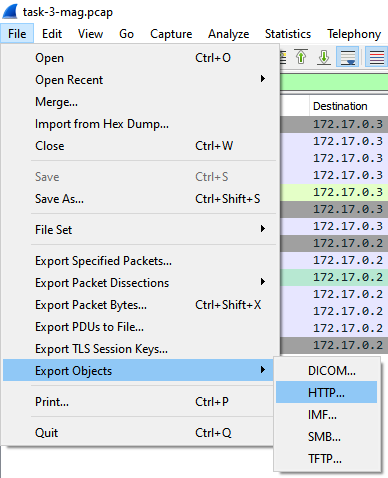 task-3-mag.pcap
File Edit View Go Capture Analyze Statistics Telephony
Open Ctrl+O
Open Recent
Merge...
Import from Hex Dump...
Close Ctrl+W
Save Ctrl+S
Save As... Ctrl+Shift+S
File Set
Export Specified Packets...
Export Packet Dissections
Export Packet Bytes... Ctrl+Shift+X
Export PDUs to File...
Export TLS Session Keys...
Export Objects
Print... Ctrl+P
Quit Ctrl+Q
Destination
172.17.0.3
172.17.0.3
172.17.0.3
172.17.0.3
172.17.0.3
172.17.0.3
172.17.0.3
172.17.0.3
172.17.0.2
172.17.0.2
172.17.0.2
172.17.0.2
172.17.0.2
172.17.0.2
172.17.0.2
172.17.0.2
DICOM...
HTTP...
IMF...
SMB...
TFTP...